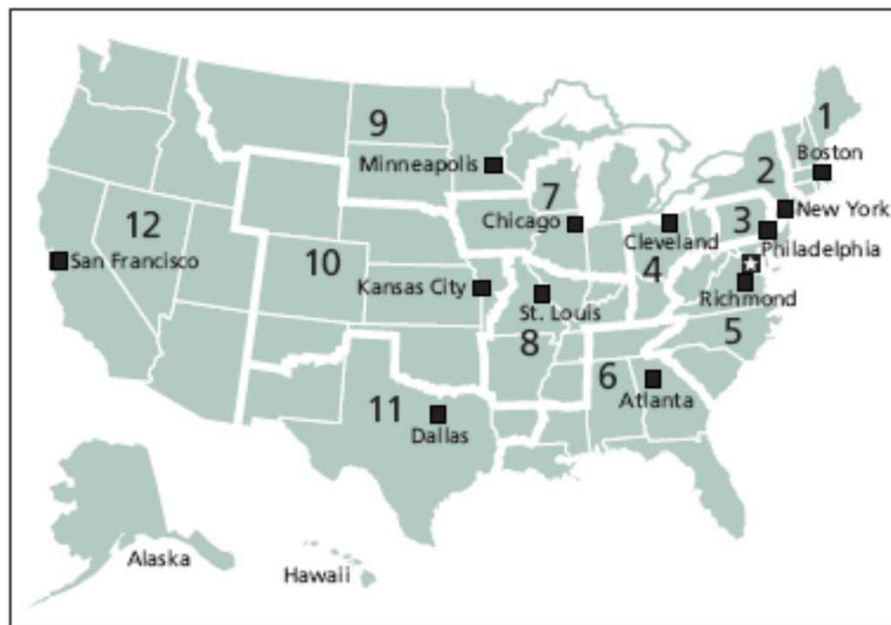 1
9
Boston
2
Minneapolis
7
New York
12
Chicago
3
Cleveland
Philadelphia
San Francisco
10
4
Kansas City
Richmond
St. Louis
5
8
6
Atlanta
11
Dallas
Alaska
Hawaii